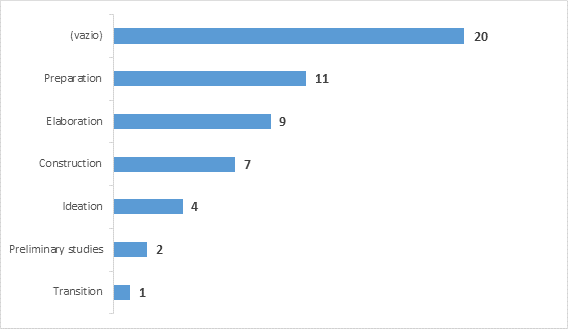 (vazio) 20
Preparation 11
Elaboration 9
Construction 7
Ideation 4
Preliminary studies 2
Transition 1